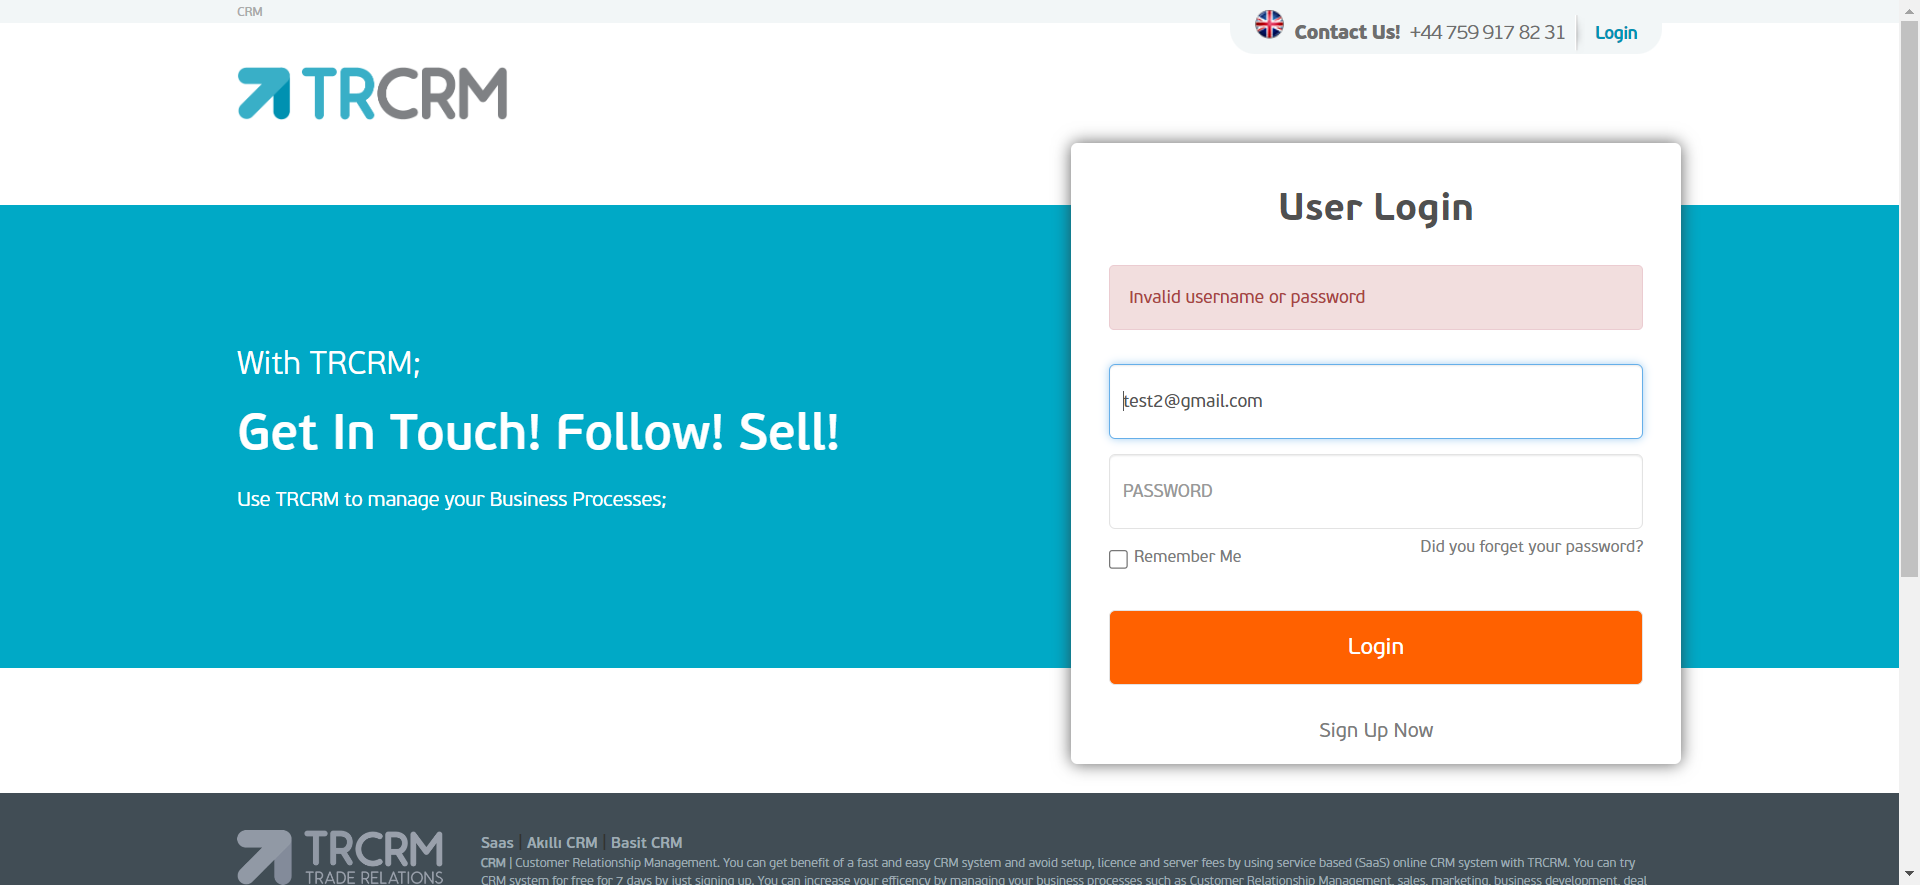 CRM
Contact Us! +44 759 917 82 31
Login
TRCRM
User Login
Invalid username or password
With TRCRM;
Get In Touch! Follow! Sell!
Use TRCRM to manage your Business Processes;
test2@gmail.com
PASSWORD
Remember Me
Did you forget your password?
Login
Sign Up Now
TRCRM
TRADE RELATIONS
Saas | Akıllı CRM | Basit CRM
CRM | Customer Relationship Management. You can get benefit of a fast and easy CRM system and avoid setup, licence and server fees by using service based (SaaS) online CRM system with TRCRM. You can try
CRM system for free for 7 days by just signing up. You can increase your efficency by managing your business processes such as Customer Relationship Management, sales, marketing, business development, deal